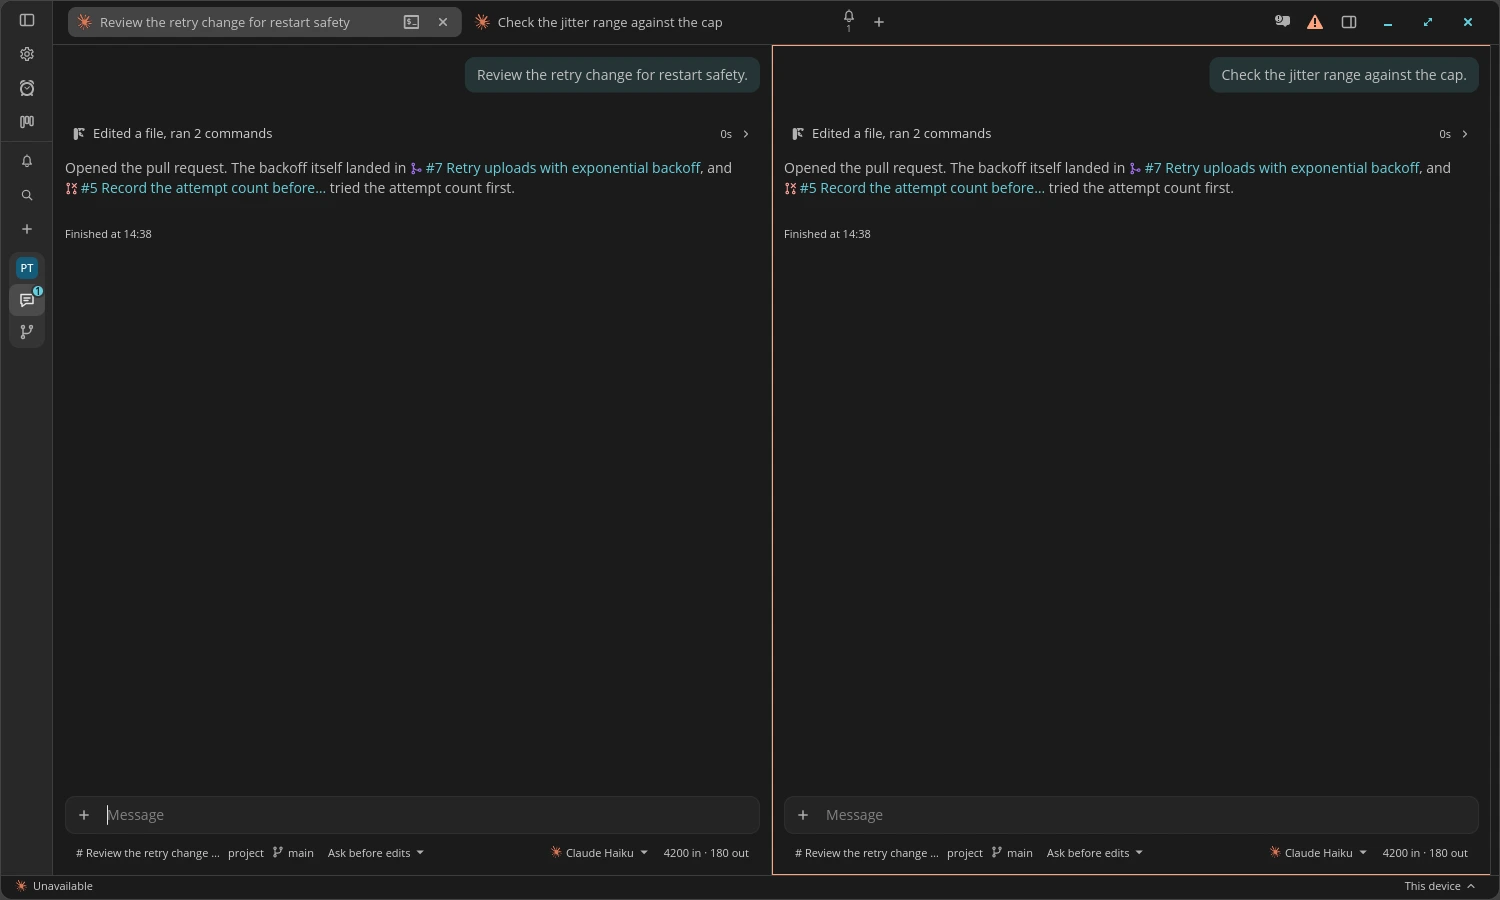 Review the retry change for restart safety
Check the jitter range against the cap
1
PT
1
Review the retry change for restart safety.
Edited a file, ran 2 commands
0s
Opened the pull request. The backoff itself landed in #7 Retry uploads with exponential backoff, and
#5 Record the attempt count before... tried the attempt count first.
Finished at 14:38
Message
# Review the retry change ... project main Ask before edits Claude Haiku 4200 in · 180 out
Check the jitter range against the cap.
Edited a file, ran 2 commands
0s
Opened the pull request. The backoff itself landed in #7 Retry uploads with exponential backoff, and
#5 Record the attempt count before... tried the attempt count first.
Finished at 14:38
Message
# Review the retry change ... project main Ask before edits Claude Haiku 4200 in · 180 out
Unavailable
This device